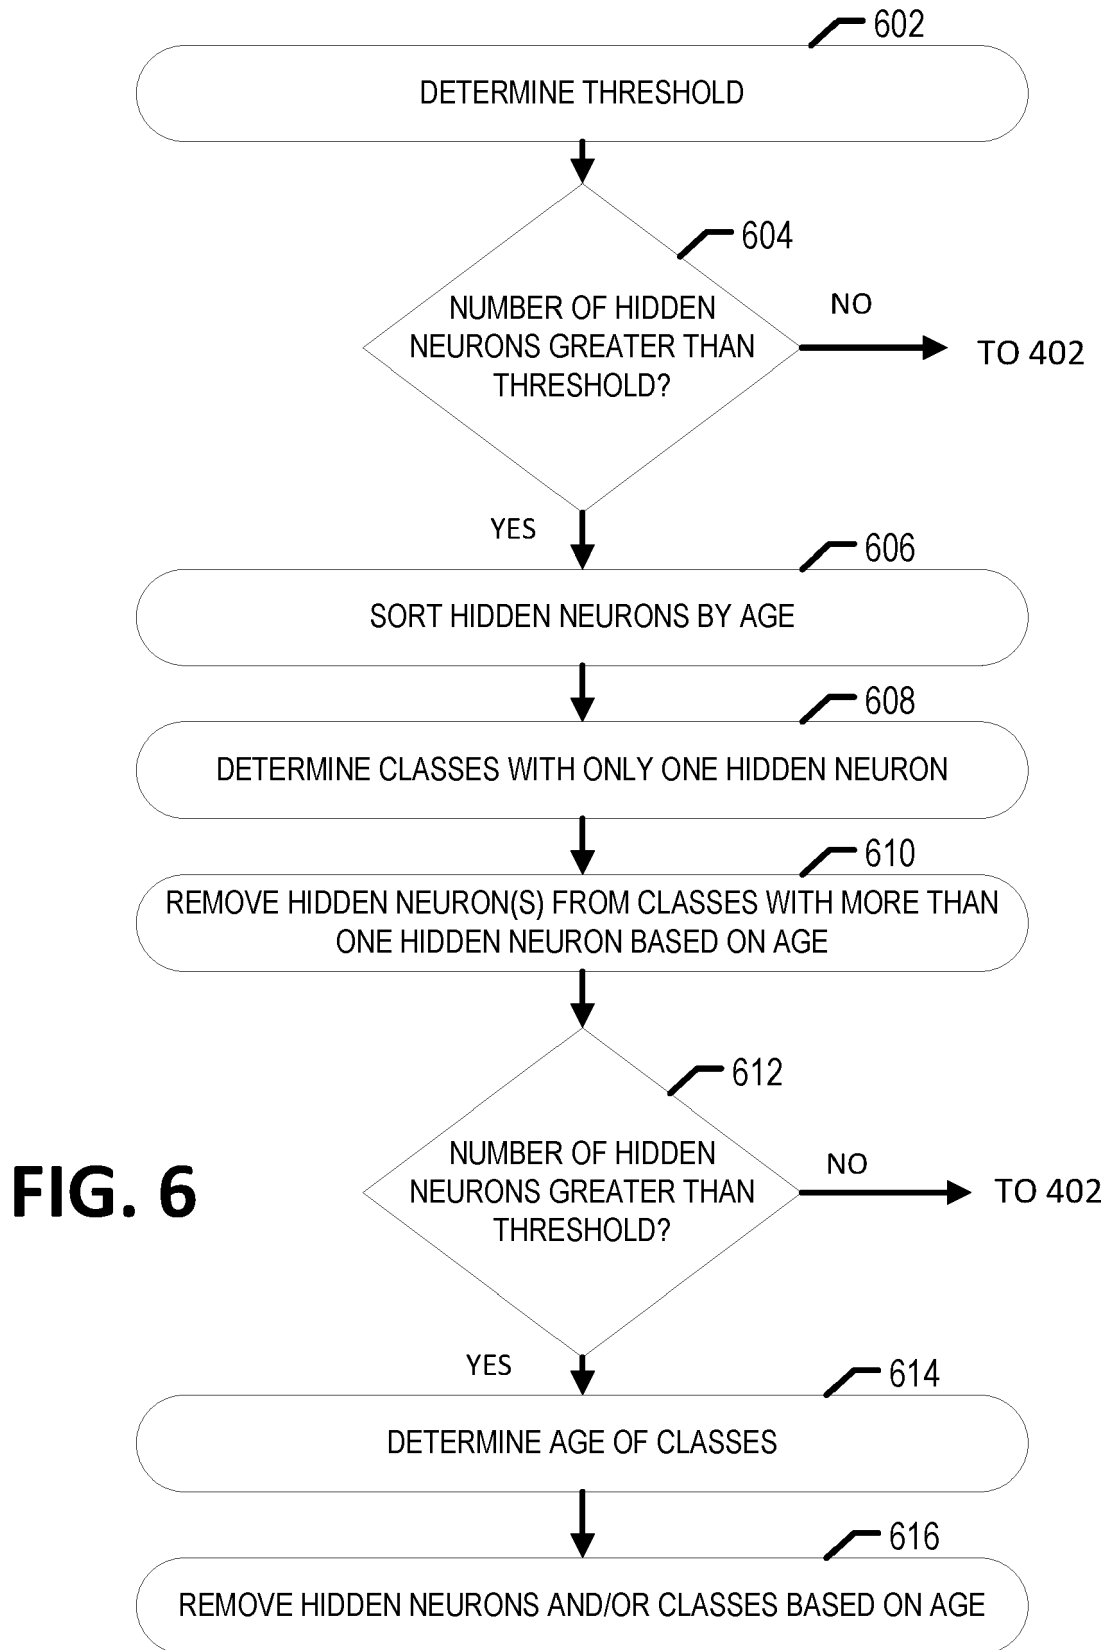 602
DETERMINE THRESHOLD
604
NUMBER OF HIDDEN
NEURONS GREATER THAN
THRESHOLD?
NO
TO 402
YES
606
SORT HIDDEN NEURONS BY AGE
608
DETERMINE CLASSES WITH ONLY ONE HIDDEN NEURON
610
REMOVE HIDDEN NEURON(S) FROM CLASSES WITH MORE THAN
ONE HIDDEN NEURON BASED ON AGE
612
NUMBER OF HIDDEN
NEURONS GREATER THAN
THRESHOLD?
NO
TO 402
FIG. 6
YES
614
DETERMINE AGE OF CLASSES
616
REMOVE HIDDEN NEURONS AND/OR CLASSES BASED ON AGE